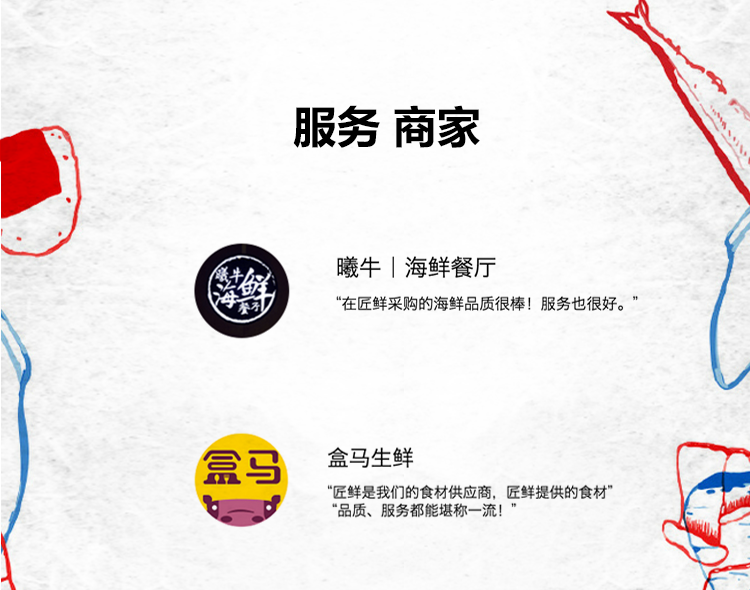 服务 商家
曦牛
海鲜
餐厅
曦牛｜海鲜餐厅
“在匠鲜采购的海鲜品质很棒！服务也很好。”
盒马
盒马生鲜
“匠鲜是我们的食材供应商，匠鲜提供的食材”
“品质、服务都能堪称一流！”